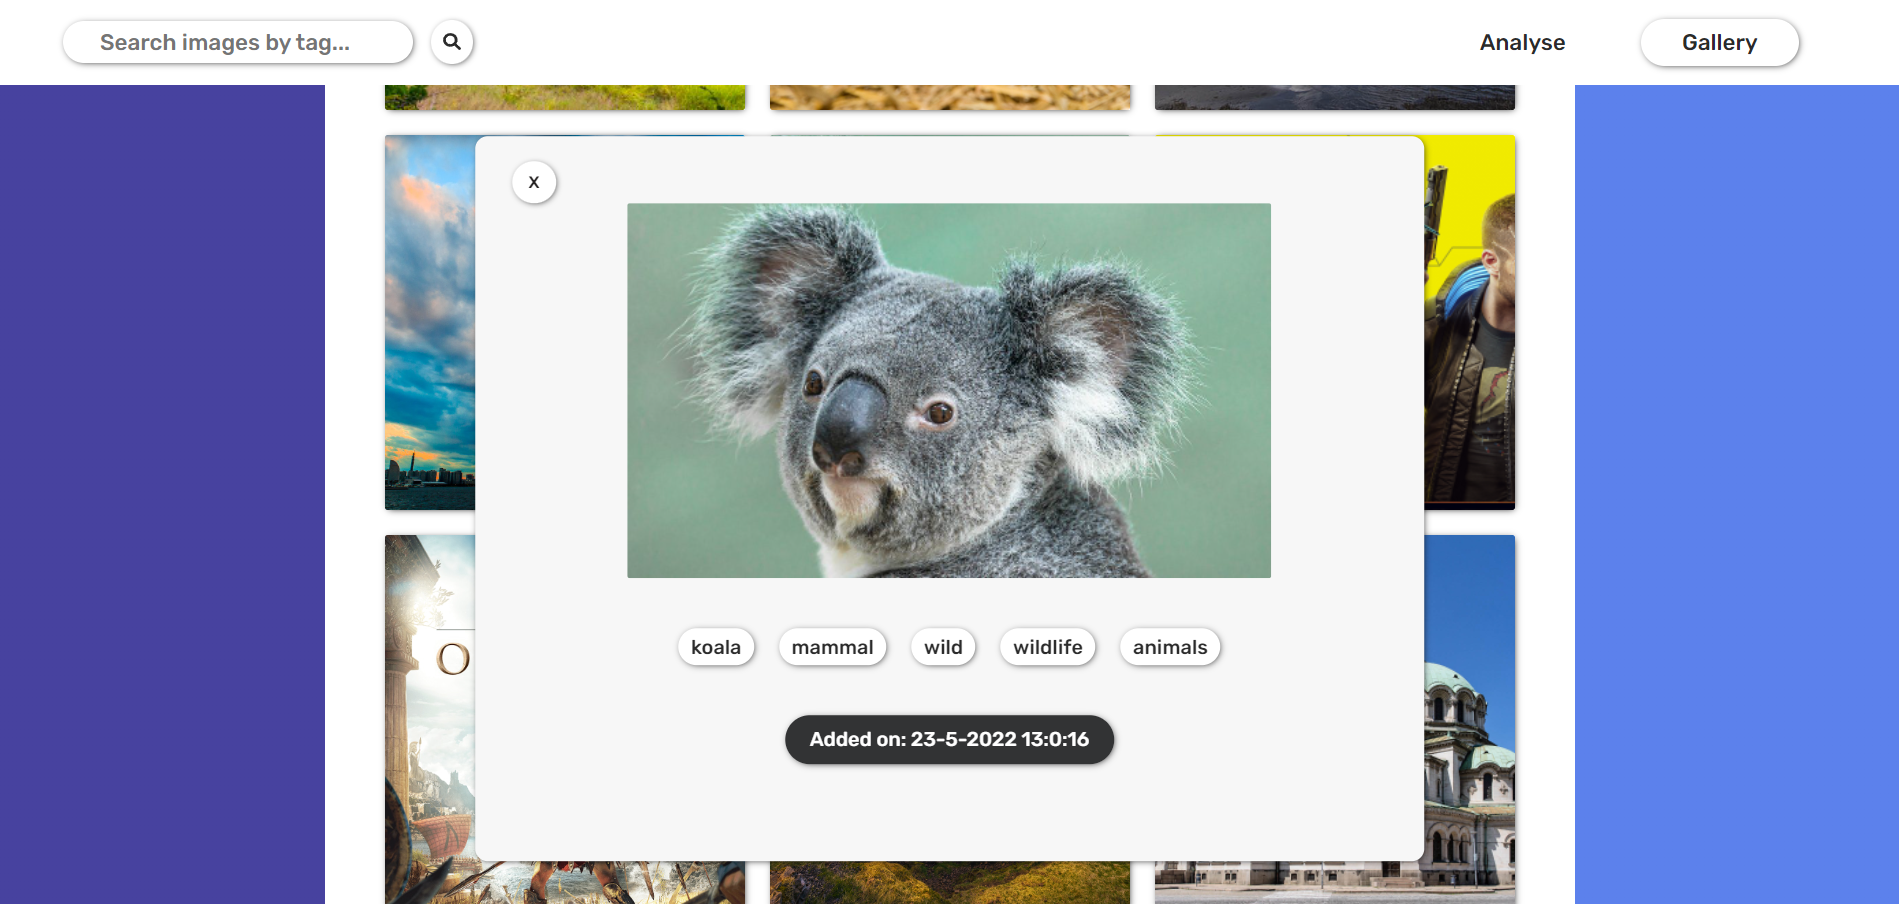 Search images by tag...
Analyse
Gallery
X
O
koala
mammal
wild
wildlife
animals
Added on: 23-5-2022 13:0:16